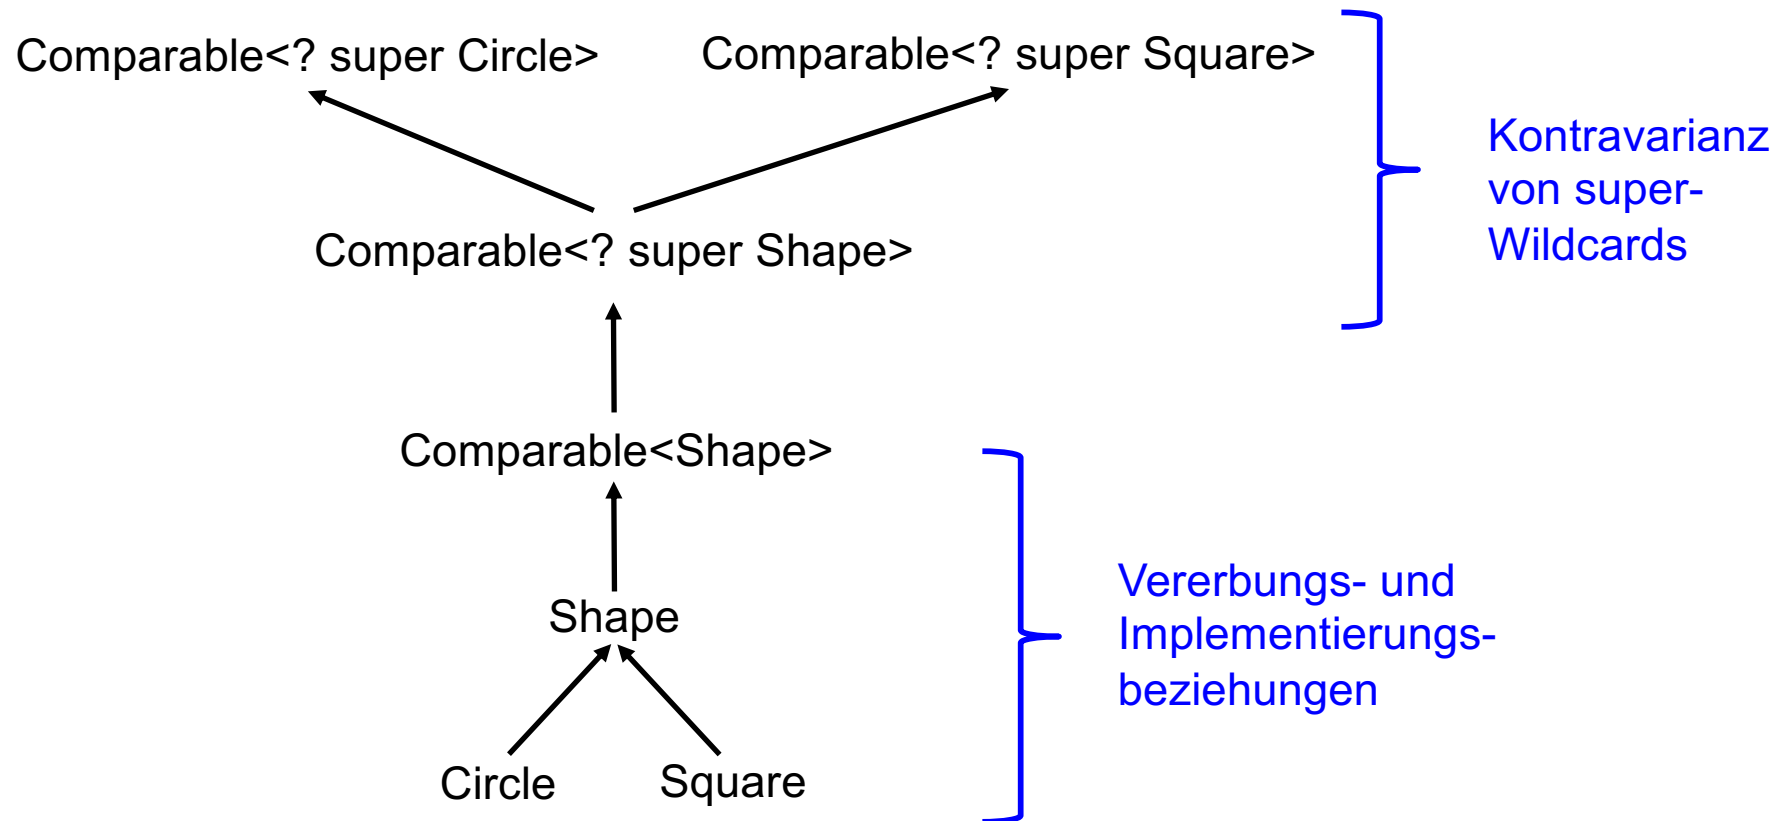 Comparable<? super Circle>
Comparable<? super Square>
Kontravarianz
von super-
Wildcards
Comparable<? super Shape>
Comparable<Shape>
Vererbungs- und
Implementierungs-
beziehungen
Shape
Circle
Square